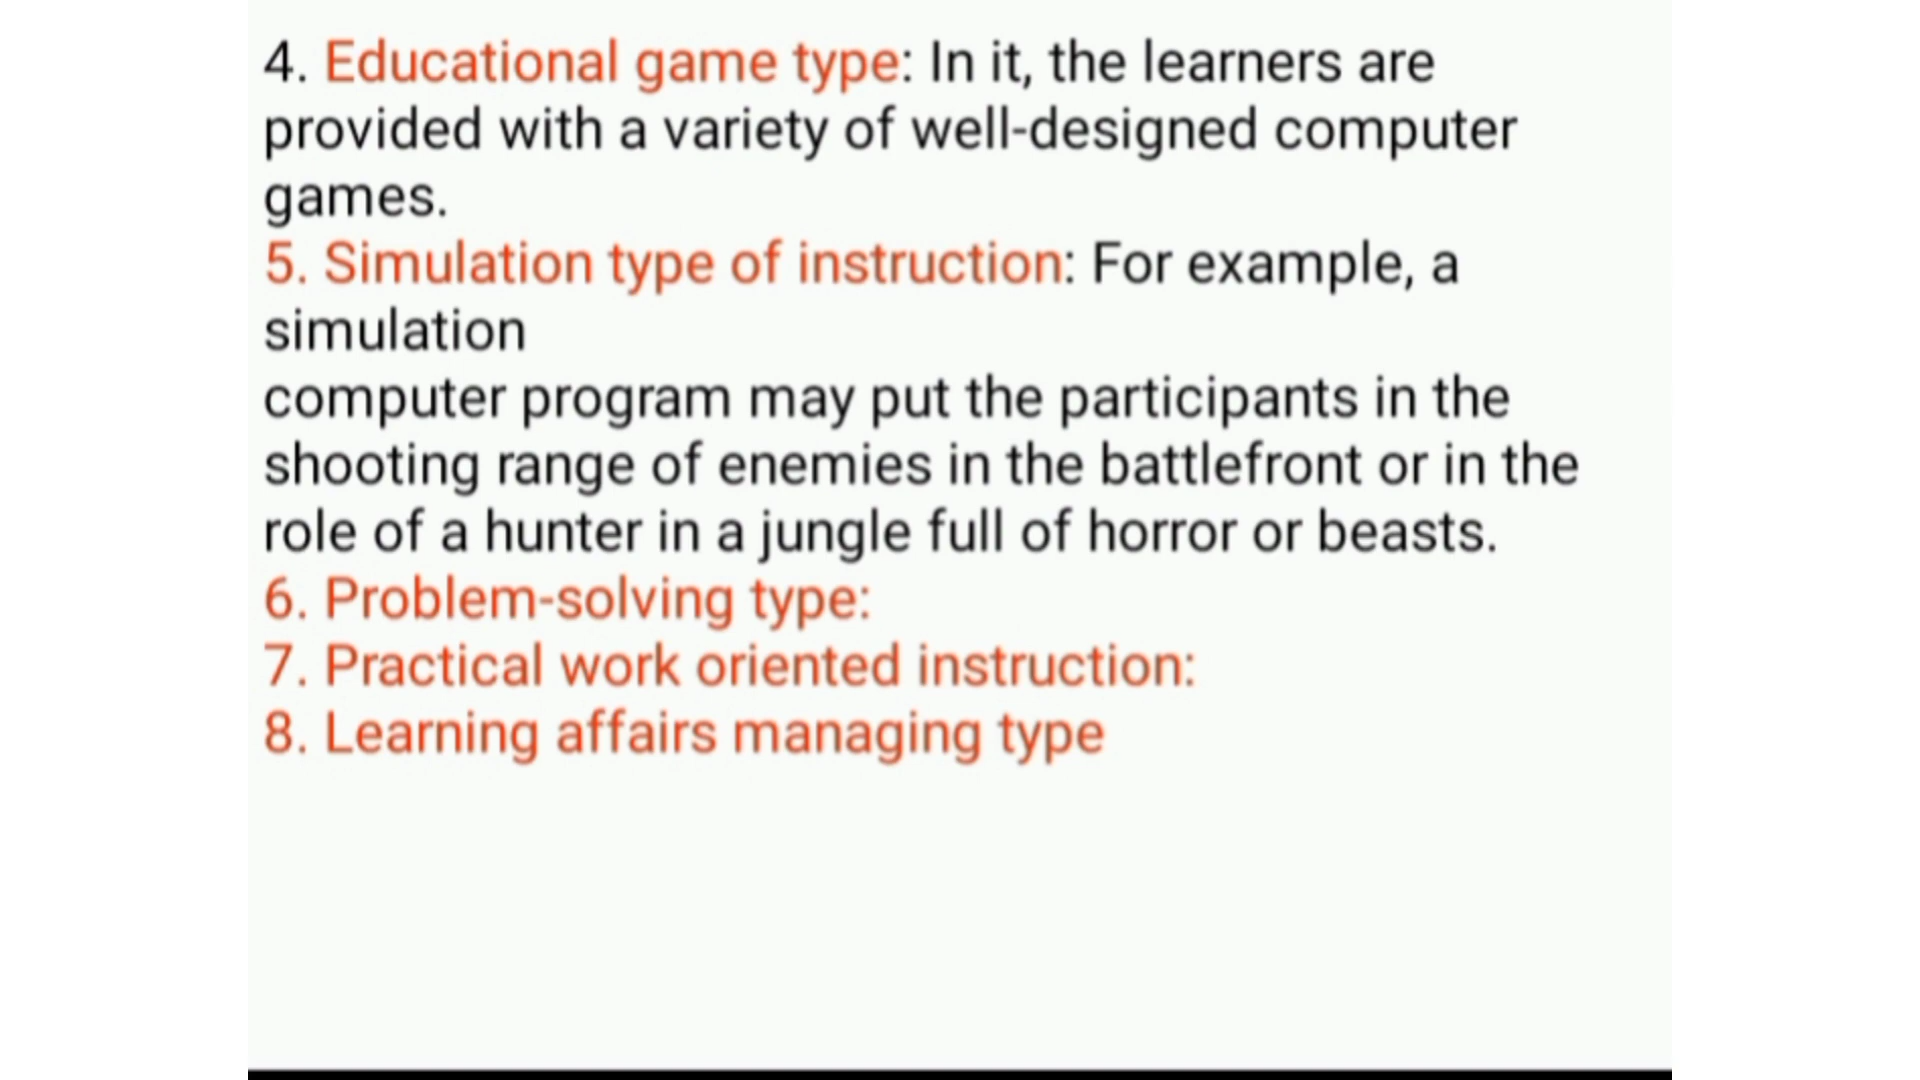 4. Educational game type: In it, the learners are
provided with a variety of well-designed computer
games.
5. Simulation type of instruction: For example, a
simulation
computer program may put the participants in the
shooting range of enemies in the battlefront or in the
role of a hunter in a jungle full of horror or beasts.
6. Problem-solving type:
7. Practical work oriented instruction:
8. Learning affairs managing type